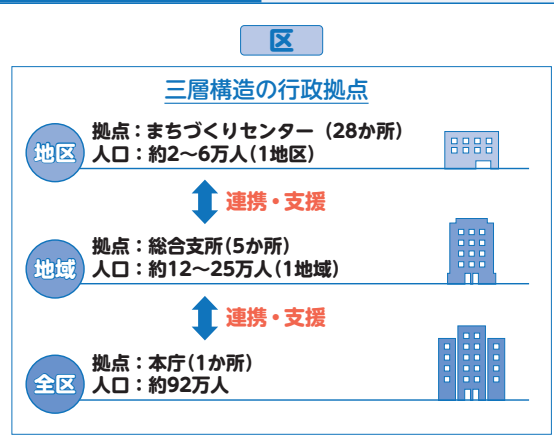 区
三層構造の行政拠点
地区
拠点：まちづくりセンター（28か所）
人口：約2～6万人（1地区）
連携・支援
地域
拠点：総合支所（5か所）
人口：約12～25万人（1地域）
連携・支援
全区
拠点：本庁（1か所）
人口：約92万人